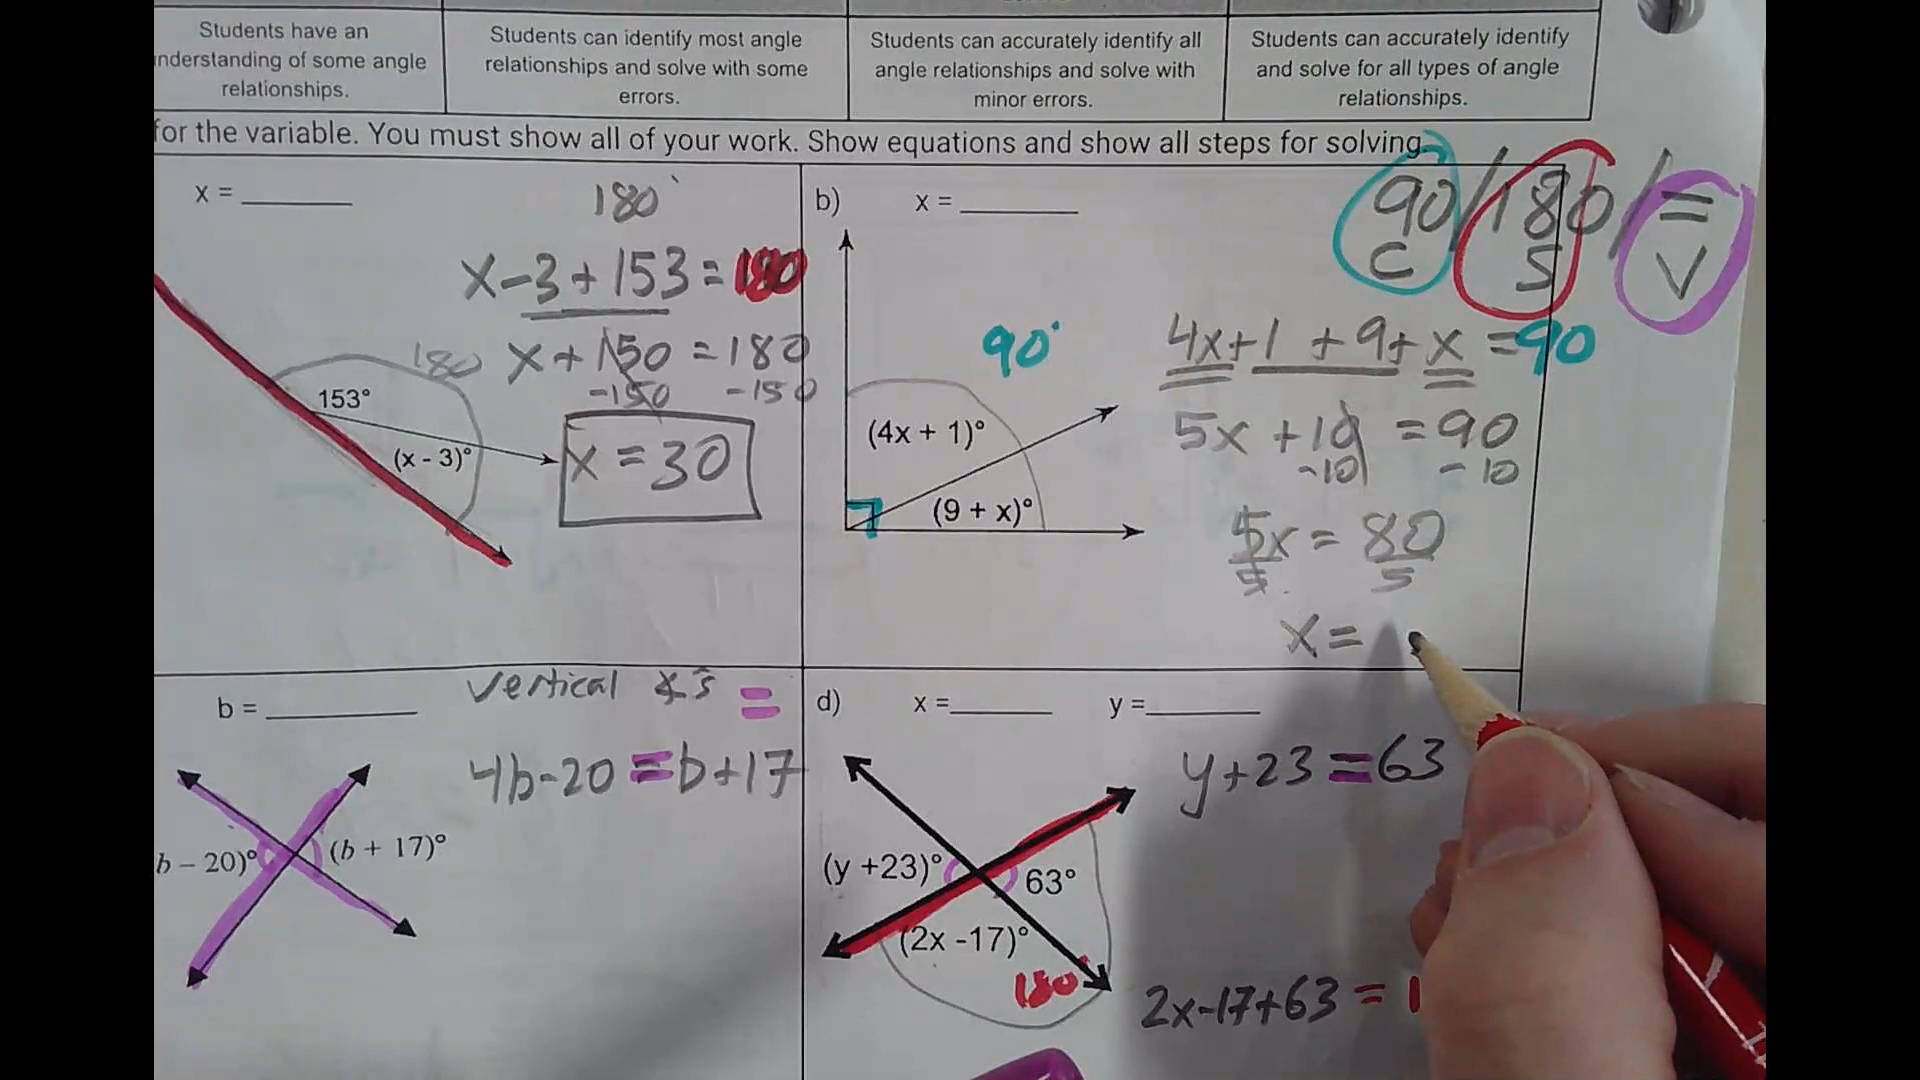 Students have an
nderstanding of some angle
relationships.
Students can identify most angle
relationships and solve with some
errors.
Students can accurately identify all
angle relationships and solve with
minor errors.
Students can accurately identify
and solve for all types of angle
relationships.
for the variable. You must show all of your work. Show equations and show all steps for solving.
90/180/=
C S V
x = ________
180°
x-3+153=180
x+150=180
-150 -150
x=30
180
153°
(x - 3)°
b) x = ________
90°
4x+1+9+x=90
5x+10=90
-10 -10
5x=80
5 5
x=
(4x + 1)°
(9 + x)°
b = ________
vertical ∡'s =
4b-20=b+17
b – 20)°
(b + 17)°
d) x =________ y =________
y+23=63
(y +23)°
63°
(2x -17)°
180°
2x-17+63=1